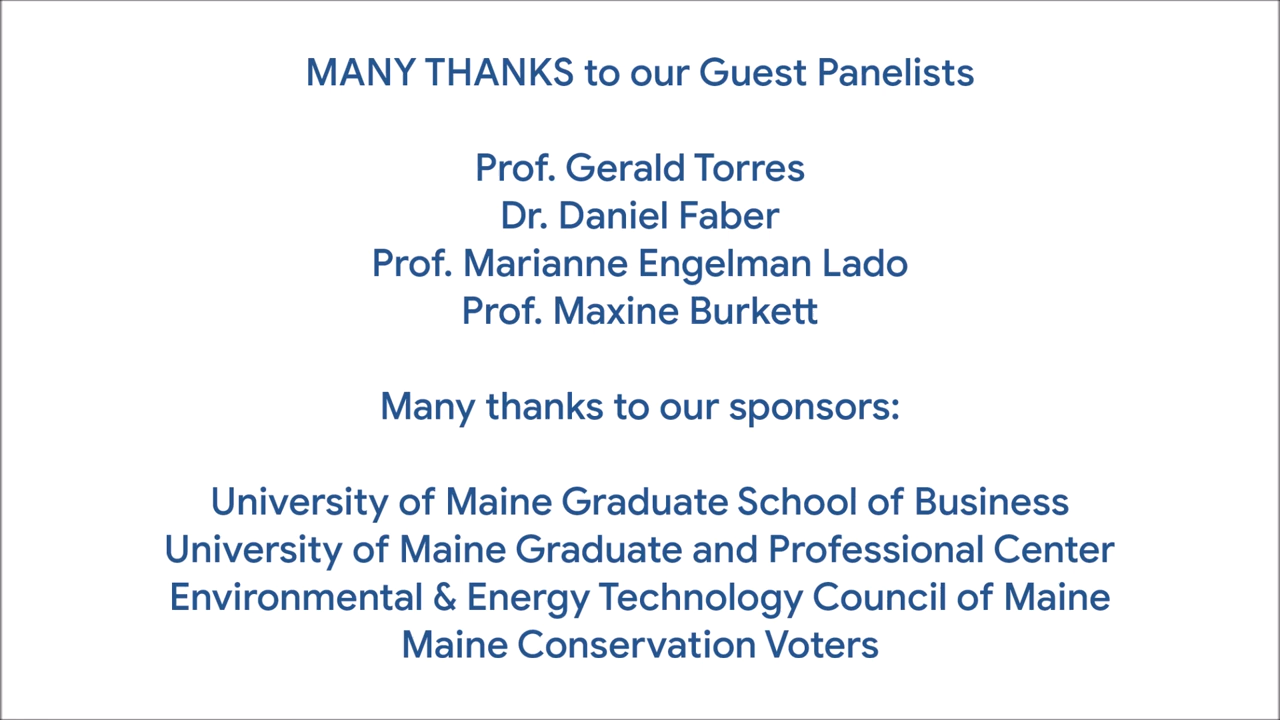 MANY THANKS to our Guest Panelists
Prof. Gerald Torres
Dr. Daniel Faber
Prof. Marianne Engelman Lado
Prof. Maxine Burkett
Many thanks to our sponsors:
University of Maine Graduate School of Business
University of Maine Graduate and Professional Center
Environmental & Energy Technology Council of Maine
Maine Conservation Voters